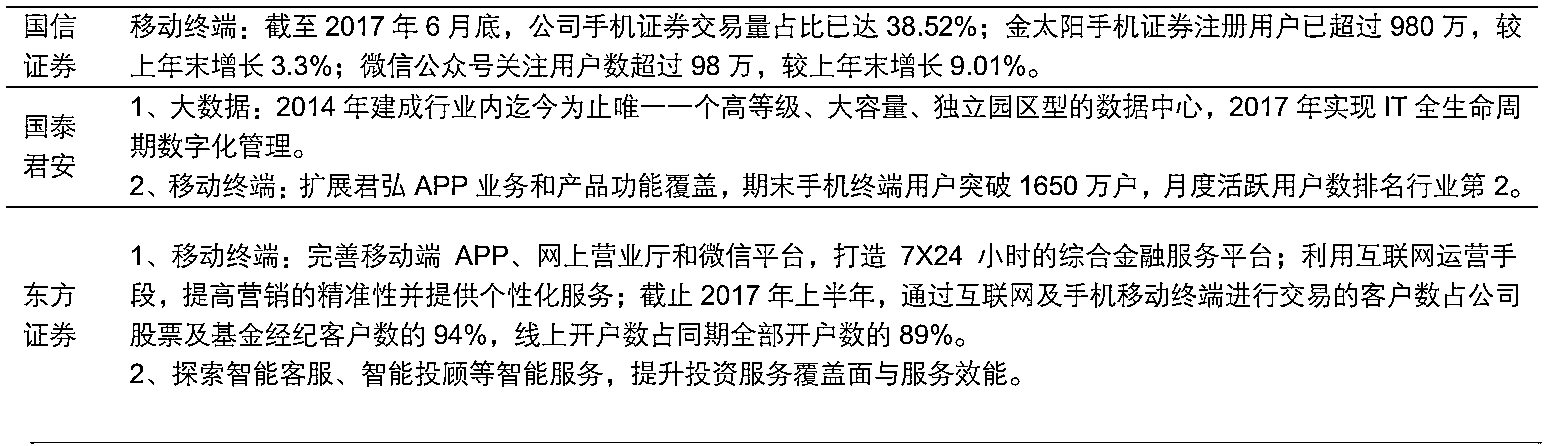 国信
证券
移动终端：截至 2017 年 6 月底，公司手机证券交易量占比已达 38.52%；金太阳手机证券注册用户已超过 980 万，较
上年末增长 3.3%；微信公众号关注用户数超过 98 万，较上年末增长 9.01%。
国泰
君安
1、大数据：2014 年建成行业内迄今为止唯一一个高等级、大容量、独立园区型的数据中心，2017 年实现 IT 全生命周
期数字化管理。
2、移动终端：扩展君弘 APP 业务和产品功能覆盖，期末手机终端用户突破 1650 万户，月度活跃用户数排名行业第 2。
东方
证券
1、移动终端：完善移动端 APP、网上营业厅和微信平台，打造 7X24 小时的综合金融服务平台；利用互联网运营手
段，提高营销的精准性并提供个性化服务；截止 2017 年上半年，通过互联网及手机移动终端进行交易的客户数占公司
股票及基金经纪客户数的 94%，线上开户数占同期全部开户数的 89%。
2、探索智能客服、智能投顾等智能服务，提升投资服务覆盖面与服务效能。